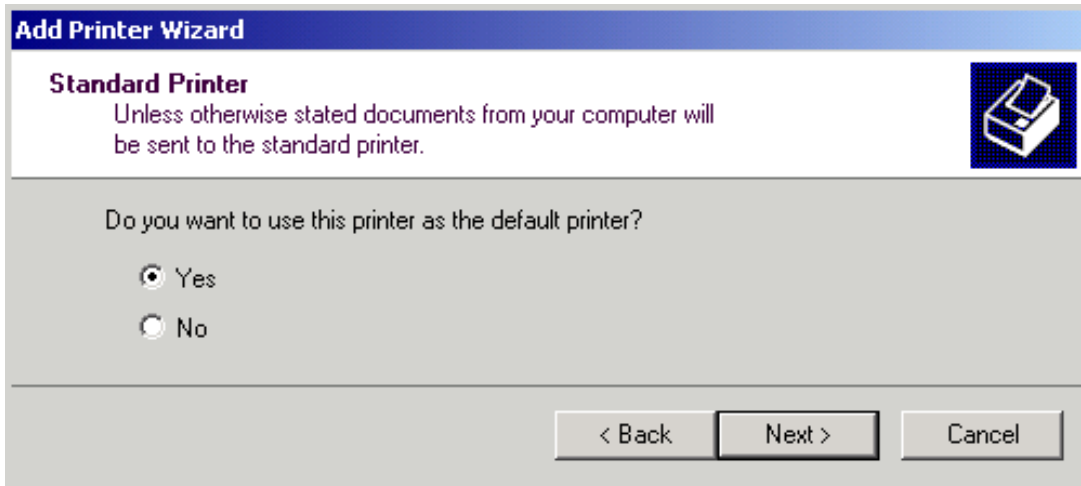 Add Printer Wizard
Standard Printer
Unless otherwise stated documents from your computer will
be sent to the standard printer.
Do you want to use this printer as the default printer?
Yes
No
< Back Next > Cancel